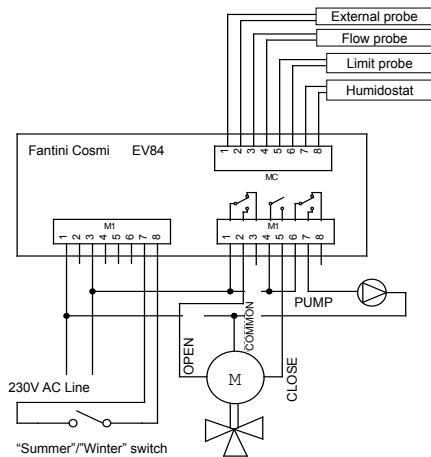 External probe
Flow probe
Limit probe
Humidostat
Fantini Cosmi EV84
1 2 3 4 5 6 7 8
MC
M1
1 2 3 4 5 6 7 8
M1
1 2 3 4 5 6 7 8
PUMP
OPEN
COMMON
CLOSE
M
230V AC Line
“Summer”/”Winter” switch